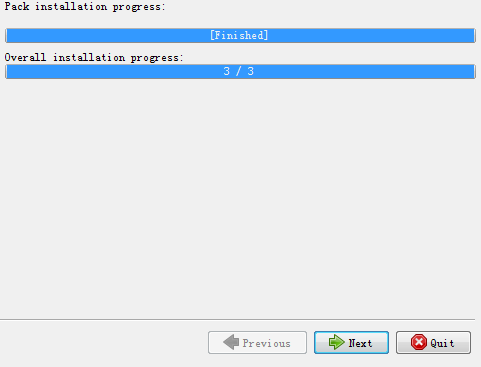 Pack installation progress:
[Finished]
Overall installation progress:
3 / 3
Previous
Next
Quit